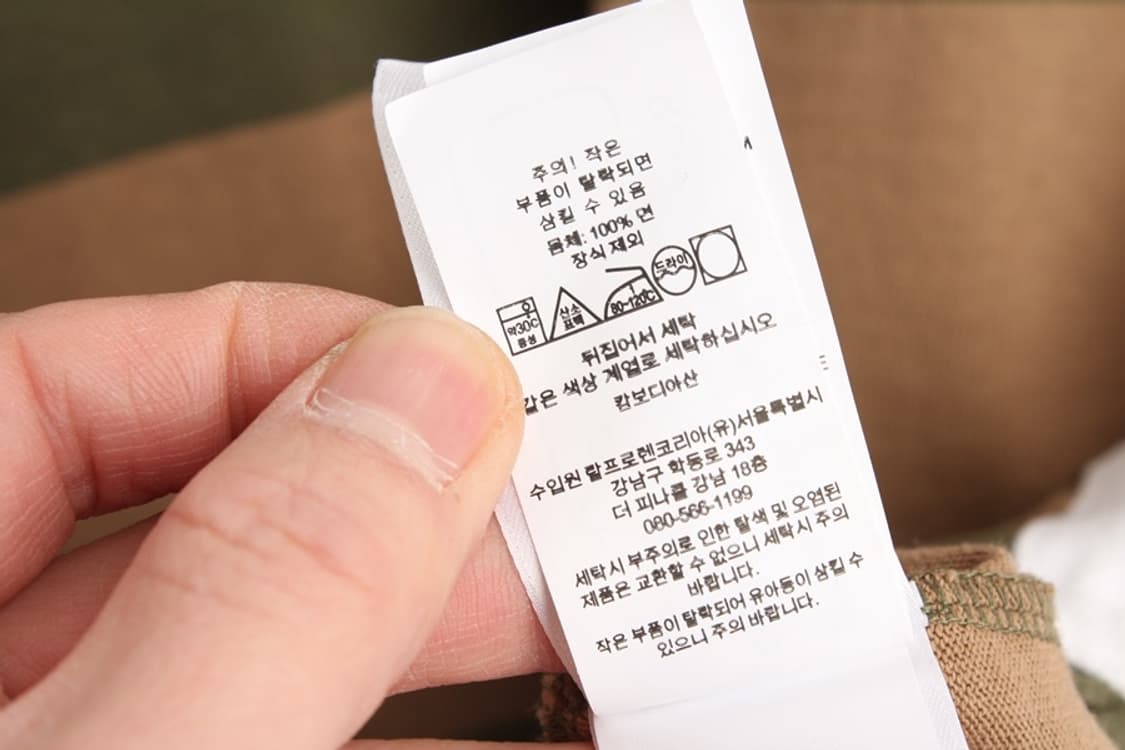 주의! 작은
부품이 탈락되면
삼킬 수 있음
몸체: 100% 면
장식 제외
약30℃
중성
산소
표백
80~120℃
드라이
뒤집어서 세탁
같은 색상 계열로 세탁하십시오
캄보디아산
수입원 랄프로렌코리아(유)서울특별시
강남구 학동로 343
더 피나클 강남 18층
080-566-1199
세탁시 부주의로 인한 탈색 및 오염된
제품은 교환할 수 없으니 세탁시 주의
바랍니다.
작은 부품이 탈락되어 유아등이 삼킬 수
있으니 주의 바랍니다.